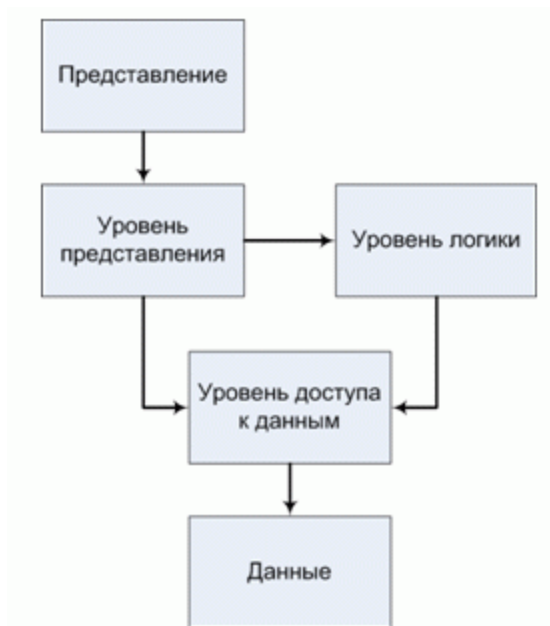 Представление
Уровень
представления
Уровень логики
Уровень доступа
к данным
Данные